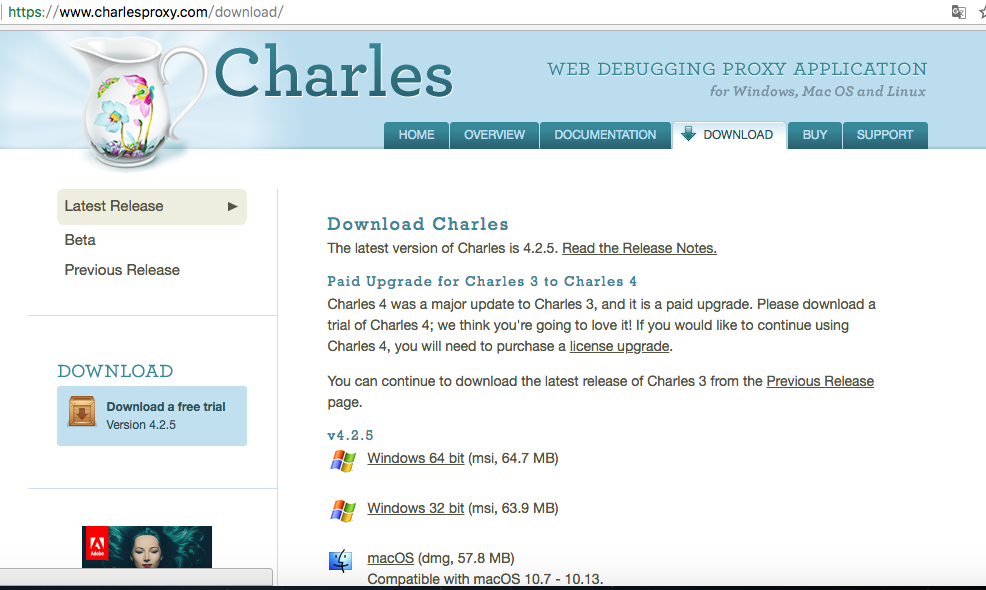 https://www.charlesproxy.com/download/
Charles
WEB DEBUGGING PROXY APPLICATION
for Windows, Mac OS and Linux
HOME
OVERVIEW
DOCUMENTATION
DOWNLOAD
BUY
SUPPORT
Latest Release
Beta
Previous Release
DOWNLOAD
Download a free trial
Version 4.2.5
Adobe
Download Charles
The latest version of Charles is 4.2.5. Read the Release Notes.
Paid Upgrade for Charles 3 to Charles 4
Charles 4 was a major update to Charles 3, and it is a paid upgrade. Please download a
trial of Charles 4; we think you're going to love it! If you would like to continue using
Charles 4, you will need to purchase a license upgrade.
You can continue to download the latest release of Charles 3 from the Previous Release
page.
v4.2.5
Windows 64 bit (msi, 64.7 MB)
Windows 32 bit (msi, 63.9 MB)
macOS (dmg, 57.8 MB)
Compatible with macOS 10.7 - 10.13.